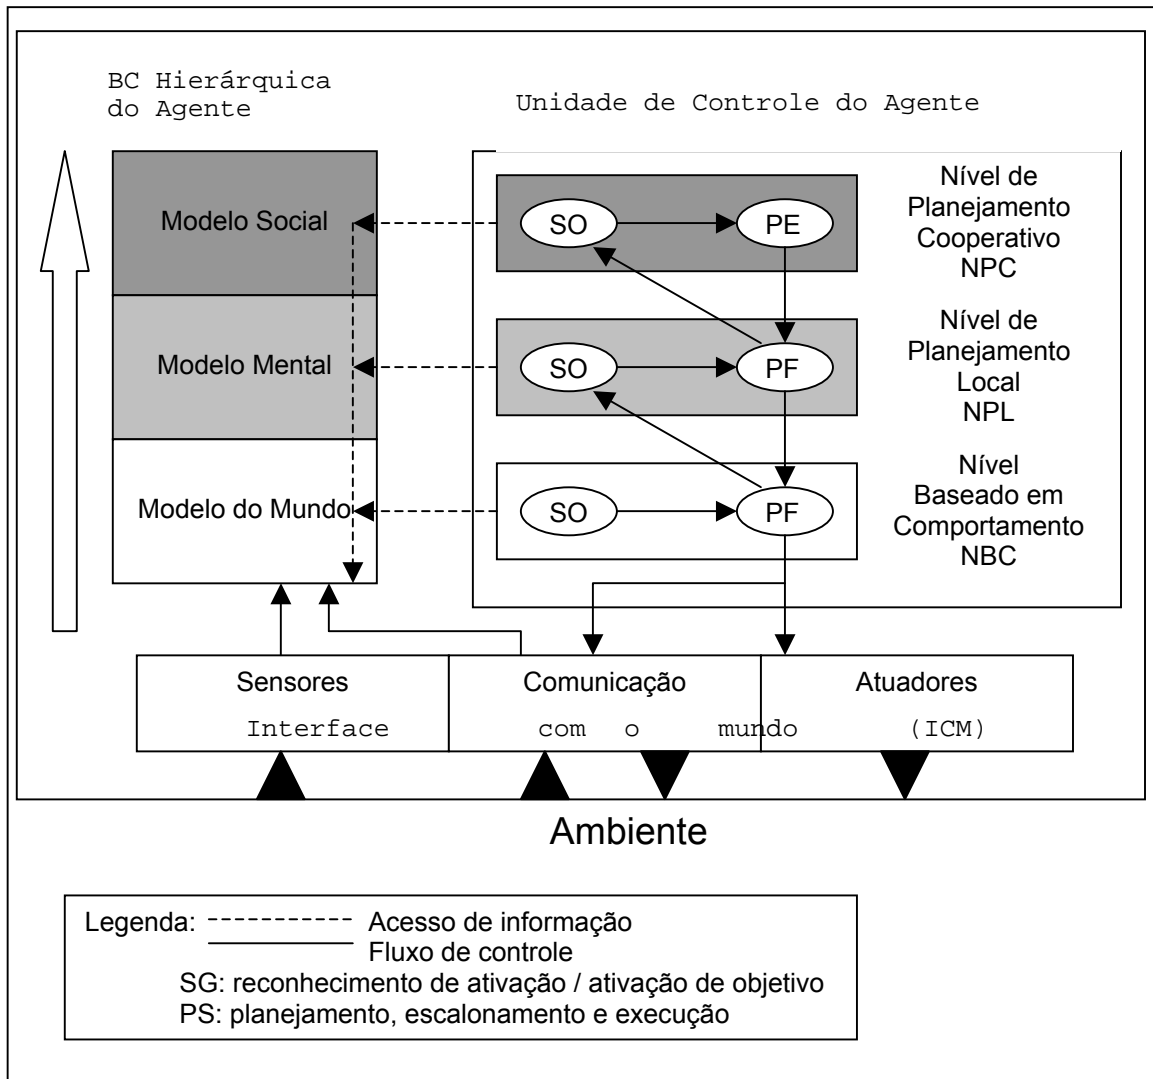 BC Hierárquica
do Agente
Unidade de Controle do Agente
Modelo Social
SO
PE
Nível de
Planejamento
Cooperativo
NPC
Modelo Mental
SO
PF
Nível de
Planejamento
Local
NPL
Modelo do Mundo
SO
PF
Nível
Baseado em
Comportamento
NBC
Sensores
Comunicação
Atuadores
Interface com o mundo (ICM)
Ambiente
Legenda: Acesso de informação
Fluxo de controle
SG: reconhecimento de ativação / ativação de objetivo
PS: planejamento, escalonamento e execução